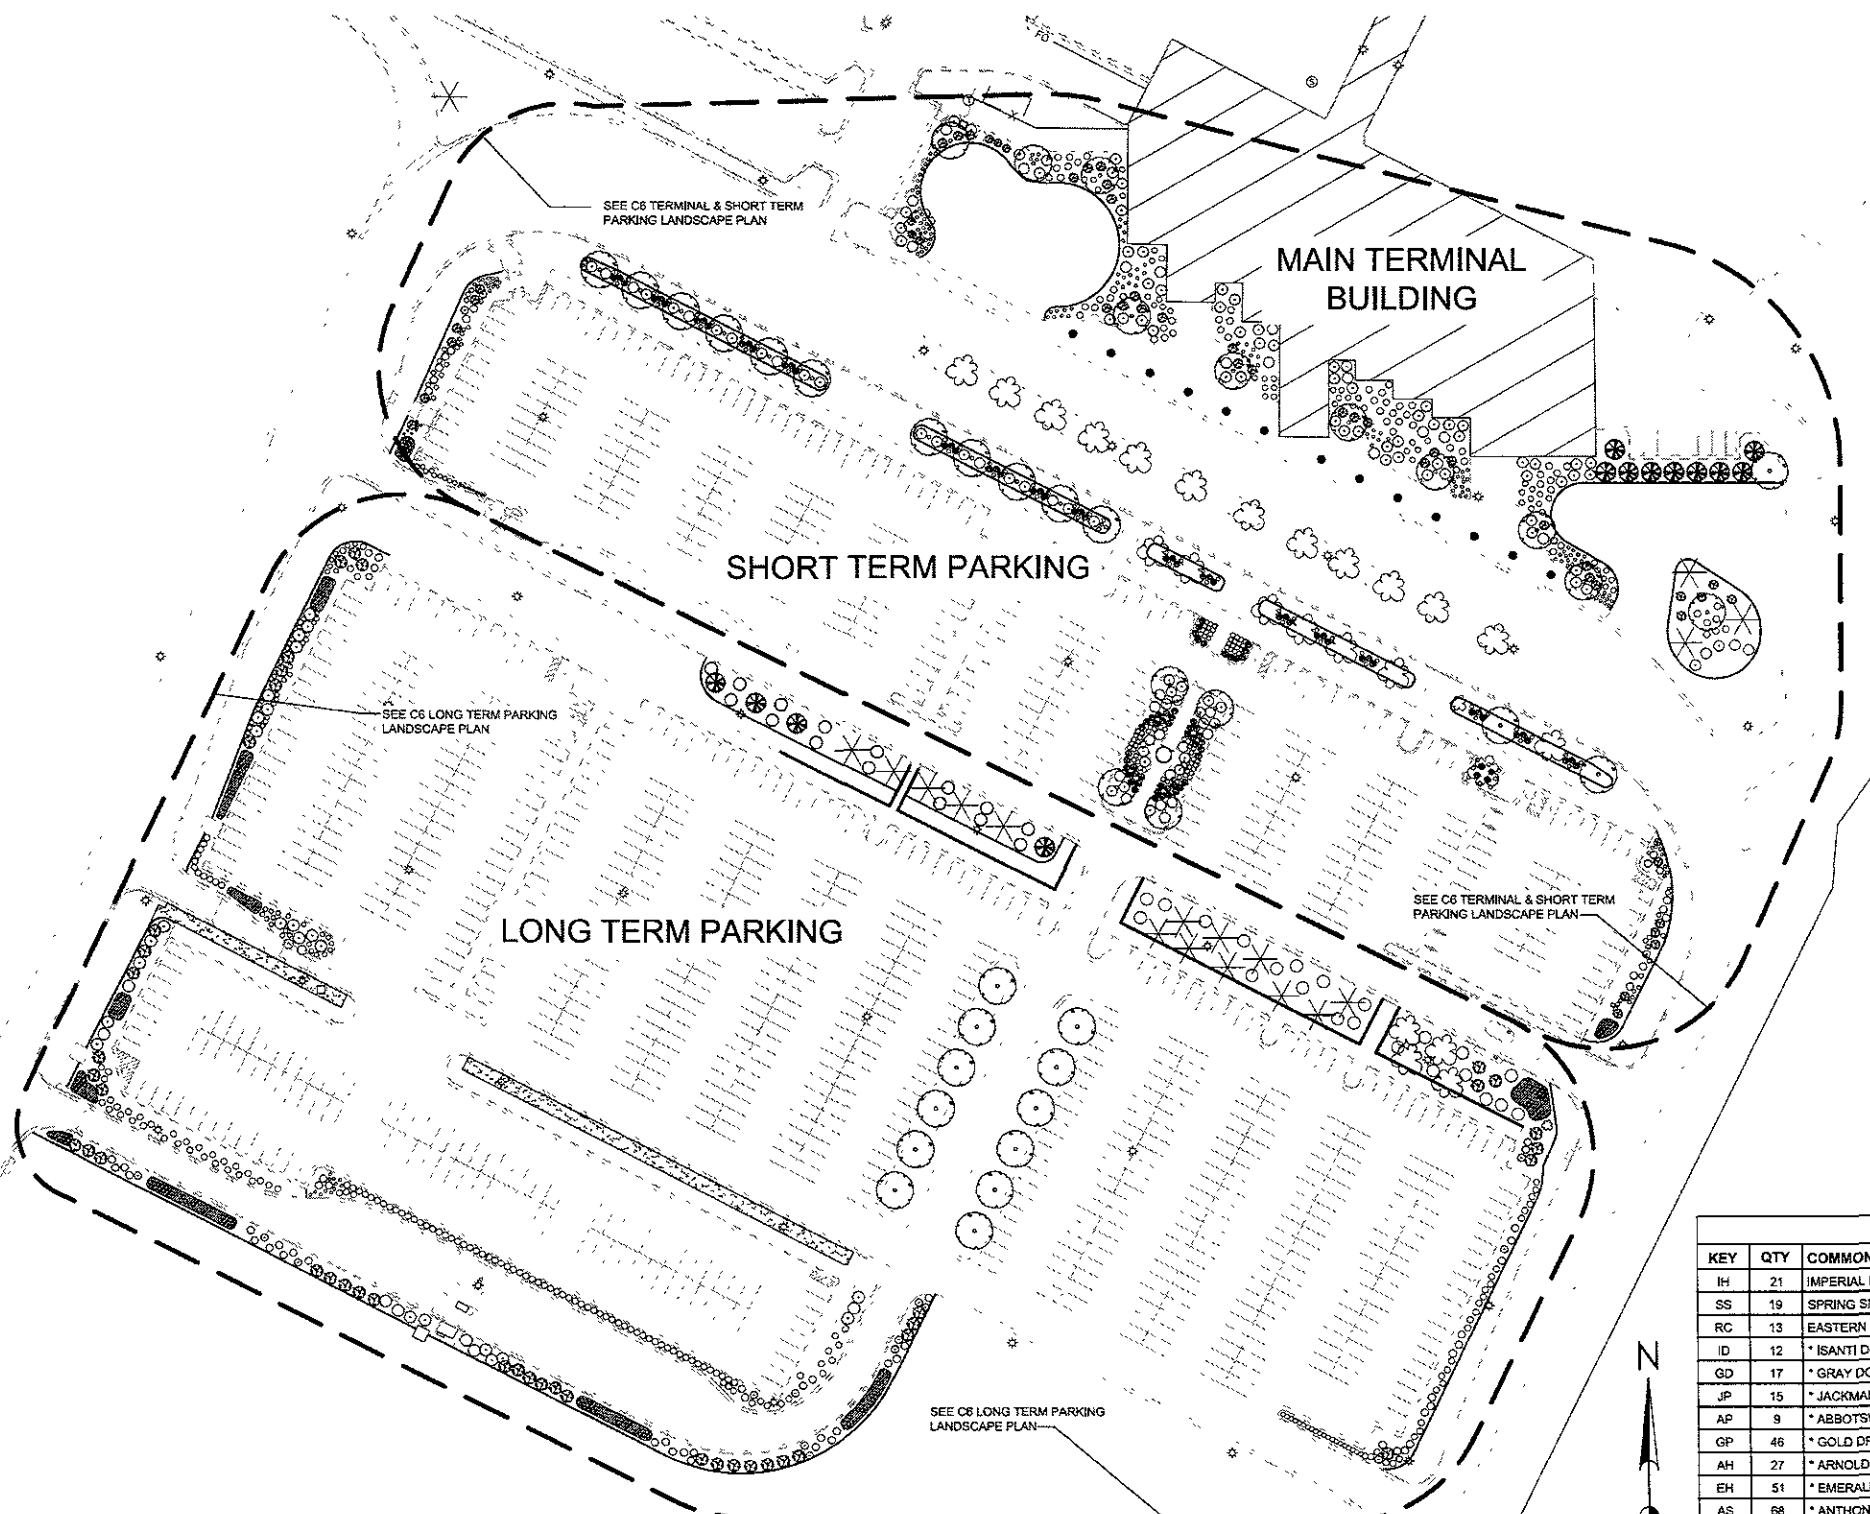 FO
S
SEE C6 TERMINAL & SHORT TERM
PARKING LANDSCAPE PLAN
MAIN TERMINAL
BUILDING
SHORT TERM PARKING
SEE C6 LONG TERM PARKING
LANDSCAPE PLAN
SEE C6 TERMINAL & SHORT TERM
PARKING LANDSCAPE PLAN
LONG TERM PARKING
SEE C6 LONG TERM PARKING
LANDSCAPE PLAN
N
KEY QTY COMMON
IH 21 IMPERIAL
SS 19 SPRING
RC 13 EASTERN
ID 12 * ISANTI D
GD 17 * GRAY DO
JP 15 * JACKMA
AP 9 * ABBOTS
GP 46 * GOLD DR
AH 27 * ARNOLD
EH 51 * EMERAL
AS 68 * ANTHON